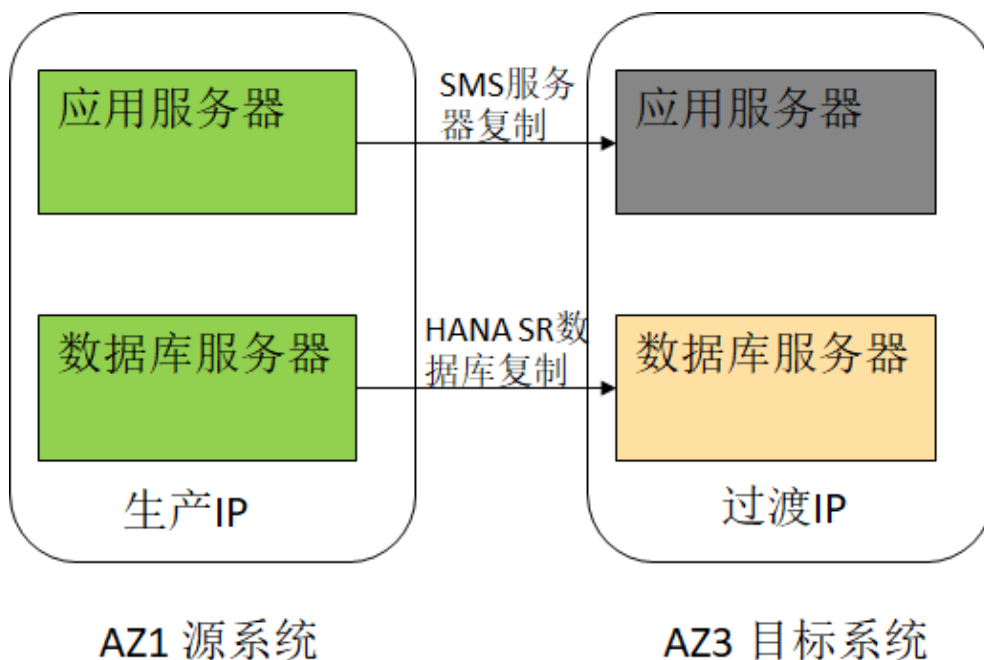 应用服务器
SMS服务
器复制
应用服务器
数据库服务器
HANA SR数
据库复制
数据库服务器
生产IP
过渡IP
AZ1 源系统
AZ3 目标系统